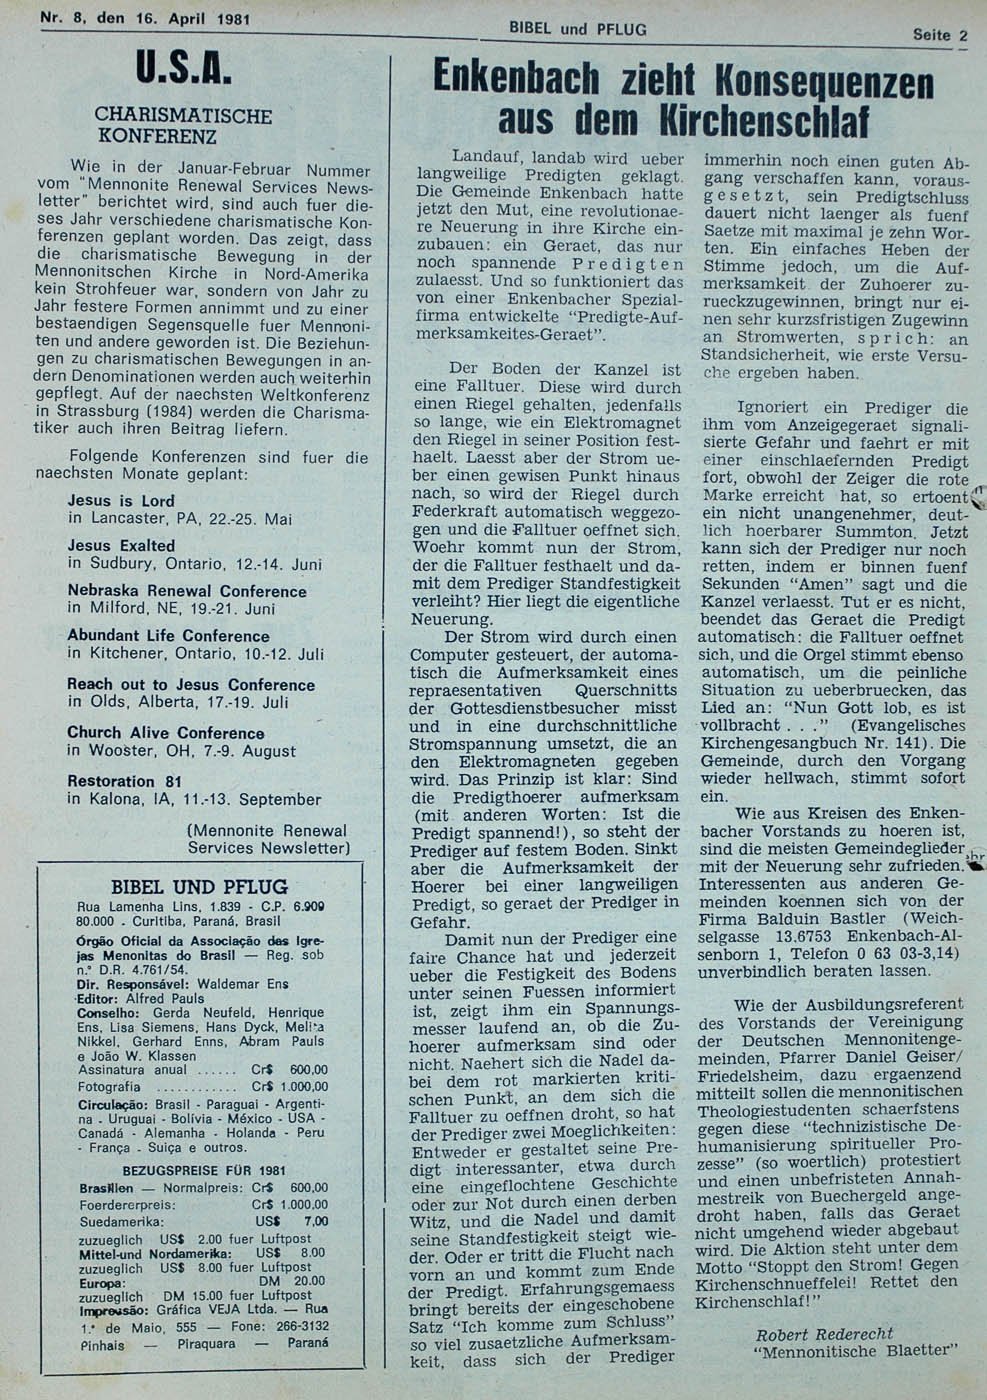 Nr. 8, den 16. April 1981
BIBEL und PFLUG
Seite 2
U.S.A.
CHARISMATISCHE
KONFERENZ
Wie in der Januar-Februar Nummer
vom "Mennonite Renewal Services News-
letter" berichtet wird, sind auch fuer die-
ses Jahr verschiedene charismatische Kon-
ferenzen geplant worden. Das zeigt, dass
die charismatische Bewegung in der
Mennonitschen Kirche in Nord-Amerika
kein Strohfeuer war, sondern von Jahr zu
Jahr festere Formen annimmt und zu einer
bestaendigen Segensquelle fuer Mennoni-
ten und andere geworden ist. Die Beziehun-
gen zu charismatischen Bewegungen in an-
dern Denominationen werden auch weiterhin
gepflegt. Auf der naechsten Weltkonferenz
in Strassburg (1984) werden die Charisma-
tiker auch ihren Beitrag liefern.
Folgende Konferenzen sind fuer die
naechsten Monate geplant:
Jesus is Lord
in Lancaster, PA, 22.-25. Mai
Jesus Exalted
in Sudbury, Ontario, 12.-14. Juni
Nebraska Renewal Conference
in Milford, NE, 19.-21. Juni
Abundant Life Conference
in Kitchener, Ontario, 10.-12. Juli
Reach out to Jesus Conference
in Olds, Alberta, 17.-19. Juli
Church Alive Conference
in Wooster, OH, 7.-9. August
Restoration 81
in Kalona, IA, 11.-13. September
(Mennonite Renewal
Services Newsletter)
BIBEL UND PFLUG
Rua Lamenha Lins, 1.839 - C.P. 6.909
80.000 - Curitiba, Paraná, Brasil
Órgão Oficial da Associação das Igre-
jas Menonitas do Brasil — Reg. sob
n.º D.R. 4.761/54.
Dir. Responsável: Waldemar Ens
Editor: Alfred Pauls
Conselho: Gerda Neufeld, Henrique
Ens, Lisa Siemens, Hans Dyck, Melita
Nikkel, Gerhard Enns, Abram Pauls
e João W. Klassen
Assinatura anual ...... Cr$ 600,00
Fotografia ............ Cr$ 1.000,00
Circulação: Brasil - Paraguai - Argenti-
na - Uruguai - Bolívia - México - USA -
Canadá - Alemanha - Holanda - Peru
- França - Suiça e outros.
BEZUGSPREISE FÜR 1981
Brasilien — Normalpreis: Cr$ 600,00
Foerdererpreis: Cr$ 1.000,00
Suedamerika: US$ 7,00
zuzueglich US$ 2.00 fuer Luftpost
Mittel-und Nordamerika: US$ 8.00
zuzueglich US$ 8.00 fuer Luftpost
Europa: DM 20.00
zuzueglich DM 15.00 fuer Luftpost
Impressão: Gráfica VEJA Ltda. — Rua
1.º de Maio, 555 — Fone: 266-3132
Pinhais — Piraquara — Paraná
Enkenbach zieht Konsequenzen
aus dem Kirchenschlaf
Landauf, landab wird ueber
langweilige Predigten geklagt.
Die Gemeinde Enkenbach hatte
jetzt den Mut, eine revolutionae-
re Neuerung in ihre Kirche ein-
zubauen: ein Geraet, das nur
noch spannende Predigten
zulaesst. Und so funktioniert das
von einer Enkenbacher Spezial-
firma entwickelte "Predigte-Auf-
merksamkeites-Geraet".
Der Boden der Kanzel ist
eine Falltuer. Diese wird durch
einen Riegel gehalten, jedenfalls
so lange, wie ein Elektromagnet
den Riegel in seiner Position fest-
haelt. Laesst aber der Strom ue-
ber einen gewisen Punkt hinaus
nach, so wird der Riegel durch
Federkraft automatisch weggezo-
gen und die Falltuer oeffnet sich.
Woehr kommt nun der Strom,
der die Falltuer festhaelt und da-
mit dem Prediger Standfestigkeit
verleiht? Hier liegt die eigentliche
Neuerung.
Der Strom wird durch einen
Computer gesteuert, der automa-
tisch die Aufmerksamkeit eines
repraesentativen Querschnitts
der Gottesdienstbesucher misst
und in eine durchschnittliche
Stromspannung umsetzt, die an
den Elektromagneten gegeben
wird. Das Prinzip ist klar: Sind
die Predigthoerer aufmerksam
(mit anderen Worten: Ist die
Predigt spannend!), so steht der
Prediger auf festem Boden. Sinkt
aber die Aufmerksamkeit der
Hoerer bei einer langweiligen
Predigt, so geraet der Prediger in
Gefahr.
Damit nun der Prediger eine
faire Chance hat und jederzeit
ueber die Festigkeit des Bodens
unter seinen Fuessen informiert
ist, zeigt ihm ein Spannungs-
messer laufend an, ob die Zu-
hoerer aufmerksam sind oder
nicht. Naehert sich die Nadel da-
bei dem rot markierten kriti-
schen Punkt, an dem sich die
Falltuer zu oeffnen droht, so hat
der Prediger zwei Moeglichkeiten:
Entweder er gestaltet seine Pre-
digt interessanter, etwa durch
eine eingeflochtene Geschichte
oder zur Not durch einen derben
Witz, und die Nadel und damit
seine Standfestigkeit steigt wie-
der. Oder er tritt die Flucht nach
vorn an und kommt zum Ende
der Predigt. Erfahrungsgemaess
bringt bereits der eingeschobene
Satz "Ich komme zum Schluss"
so viel zusaetzliche Aufmerksam-
keit, dass sich der Prediger
immerhin noch einen guten Ab-
gang verschaffen kann, voraus-
gesetzt, sein Predigtschluss
dauert nicht laenger als fuenf
Saetze mit maximal je zehn Wor-
ten. Ein einfaches Heben der
Stimme jedoch, um die Auf-
merksamkeit der Zuhoerer zu-
rueckzugewinnen, bringt nur ei-
nen sehr kurzsfristigen Zugewinn
an Stromwerten, sprich: an
Standsicherheit, wie erste Versu-
che ergeben haben.
Ignoriert ein Prediger die
ihm vom Anzeigegeraet signali-
sierte Gefahr und faehrt er mit
einer einschlaefernden Predigt
fort, obwohl der Zeiger die rote
Marke erreicht hat, so ertoent
ein nicht unangenehmer, deut-
lich hoerbarer Summton. Jetzt
kann sich der Prediger nur noch
retten, indem er binnen fuenf
Sekunden "Amen" sagt und die
Kanzel verlaesst. Tut er es nicht,
beendet das Geraet die Predigt
automatisch: die Falltuer oeffnet
sich, und die Orgel stimmt ebenso
automatisch, um die peinliche
Situation zu ueberbruecken, das
Lied an: "Nun Gott lob, es ist
vollbracht . . ." (Evangelisches
Kirchengesangbuch Nr. 141). Die
Gemeinde, durch den Vorgang
wieder hellwach, stimmt sofort
ein.
Wie aus Kreisen des Enken-
bacher Vorstands zu hoeren ist,
sind die meisten Gemeindeglieder
mit der Neuerung sehr zufrieden.
Interessenten aus anderen Ge-
meinden koennen sich von der
Firma Balduin Bastler (Weich-
selgasse 13,6753 Enkenbach-Al-
senborn 1, Telefon 0 63 03-3,14)
unverbindlich beraten lassen.
Wie der Ausbildungsreferent
des Vorstands der Vereinigung
der Deutschen Mennonitenge-
meinden, Pfarrer Daniel Geiser/
Friedelsheim, dazu ergaenzend
mitteilt sollen die mennonitischen
Theologiestudenten schaerfstens
gegen diese "technizistische De-
humanisierung spiritueller Pro-
zesse" (so woertlich) protestiert
und einen unbefristeten Annah-
mestreik von Buechergeld ange-
droht haben, falls das Geraet
nicht umgehend wieder abgebaut
wird. Die Aktion steht unter dem
Motto "Stoppt den Strom! Gegen
Kirchenschnueffelei! Rettet den
Kirchenschlaf!"
Robert Rederecht
"Mennonitische Blaetter"